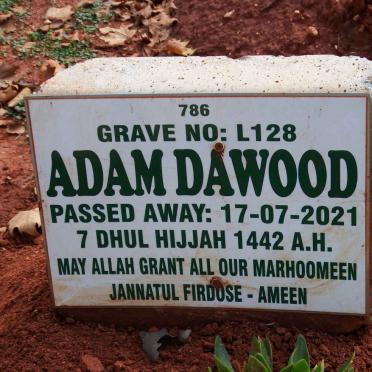 786
GRAVE NO: L128
ADAM DAWOOD
PASSED AWAY: 17-07-2021
7 DHUL HIJJAH 1442 A.H.
MAY ALLAH GRANT ALL OUR MARHOOMEEN
JANNATUL FIRDOSE - AMEEN